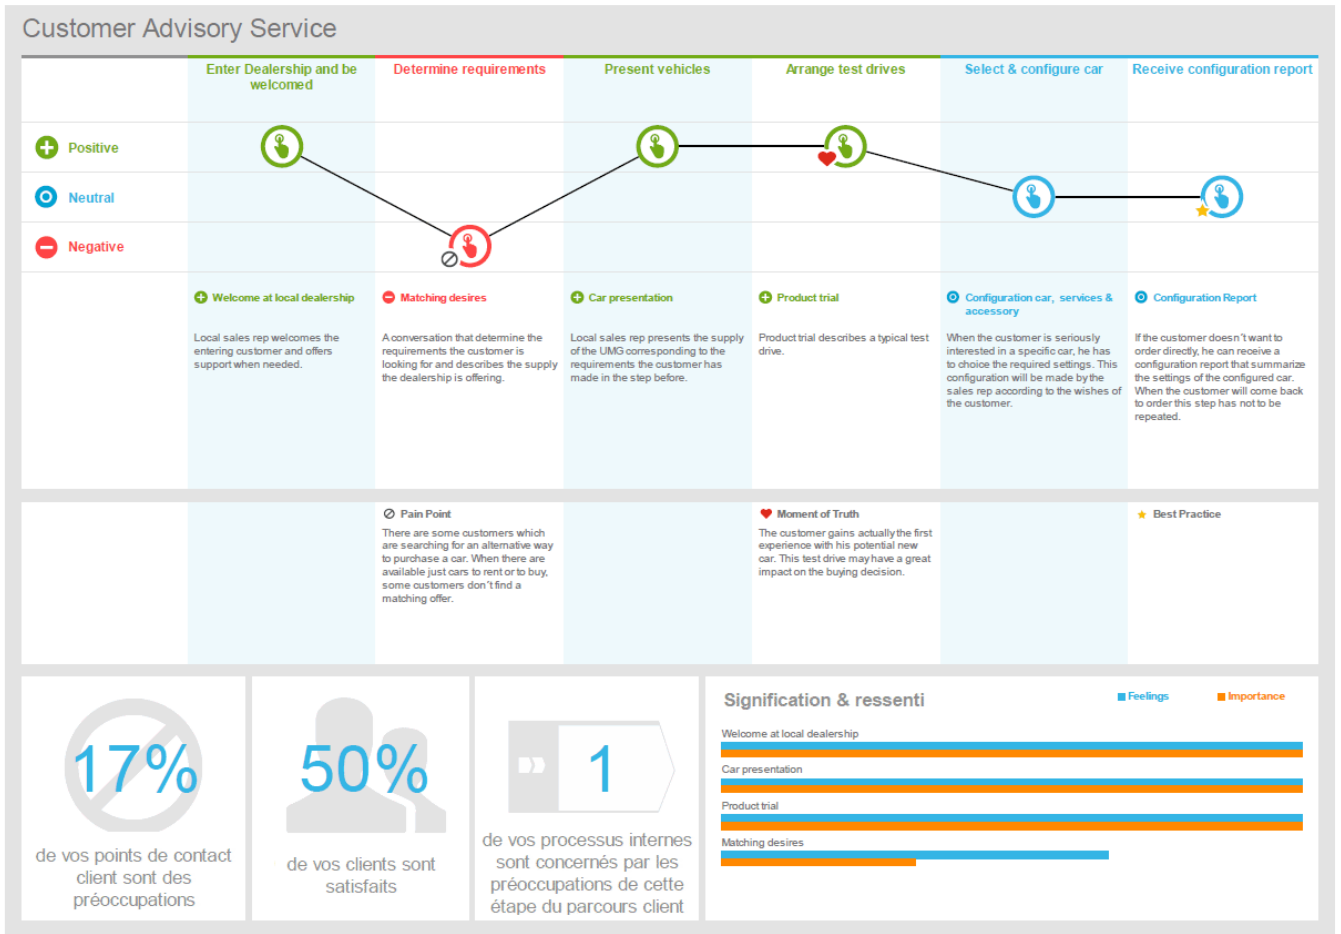 Customer Advisory Service
Enter Dealership and be
welcomed
Determine requirements
Present vehicles
Arrange test drives
Select & configure car
Receive configuration report
Positive
Neutral
Negative
Welcome at local dealership
Local sales rep welcomes the
entering customer and offers
support when needed.
Matching desires
A conversation that determine the
requirements the customer is
looking for and describes the supply
the dealership is offering.
Car presentation
Local sales rep presents the supply
of the UMG corresponding to the
requirements the customer has
made in the step before.
Product trial
Product trial describes a typical test
drive.
Configuration car, services &
accessory
When the customer is seriously
interested in a specific car, he has
to choice the required settings. This
configuration will be made by the
sales rep according to the wishes of
the customer.
Configuration Report
If the customer doesn't want to
order directly, he can receive a
configuration report that summarize
the settings of the configured car.
When the customer will come back
to order this step has not to be
repeated.
Pain Point
There are some customers which
are searching for an alternative way
to purchase a car. When there are
available just cars to rent or to buy,
some customers don't find a
matching offer.
Moment of Truth
The customer gains actually the first
experience with his potential new
car. This test drive may have a great
impact on the buying decision.
Best Practice
17%
de vos points de contact
client sont des
préoccupations
50%
de vos clients sont
satisfaits
1
de vos processus internes
sont concernés par les
préoccupations de cette
étape du parcours client
Signification & ressenti
Feelings
Importance
Welcome at local dealership
Car presentation
Product trial
Matching desires